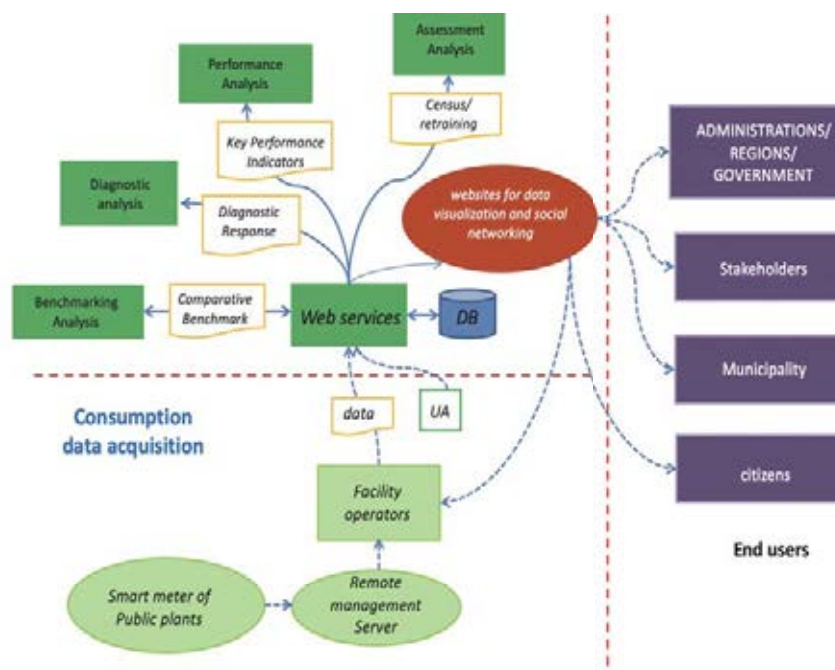 Assessment
Analysis
Performance
Analysis
Census/
retraining
Key Performance
Indicators
ADMINISTRATIONS/
REGIONS/
GOVERNMENT
Diagnostic
analysis
Diagnostic
Response
websites for data
visualization and social
networking
Stakeholders
Benchmarking
Analysis
Comparative
Benchmark
Web services
DB
Municipality
Consumption
data acquisition
data
UA
citizens
Facility
operators
End users
Smart meter of
Public plants
Remote
management
Server